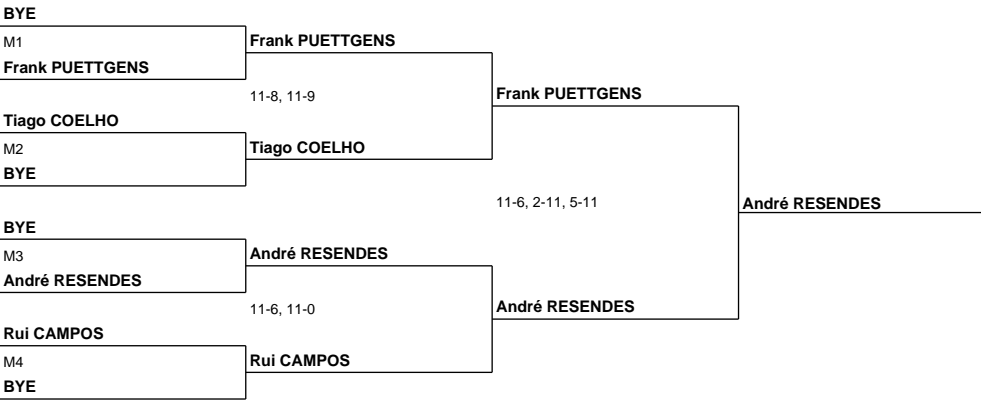 BYE
M1
Frank PUETTGENS
Frank PUETTGENS
11-8, 11-9
Frank PUETTGENS
Tiago COELHO
M2
Tiago COELHO
BYE
11-6, 2-11, 5-11
André RESENDES
BYE
M3
André RESENDES
André RESENDES
11-6, 11-0
André RESENDES
Rui CAMPOS
M4
Rui CAMPOS
BYE